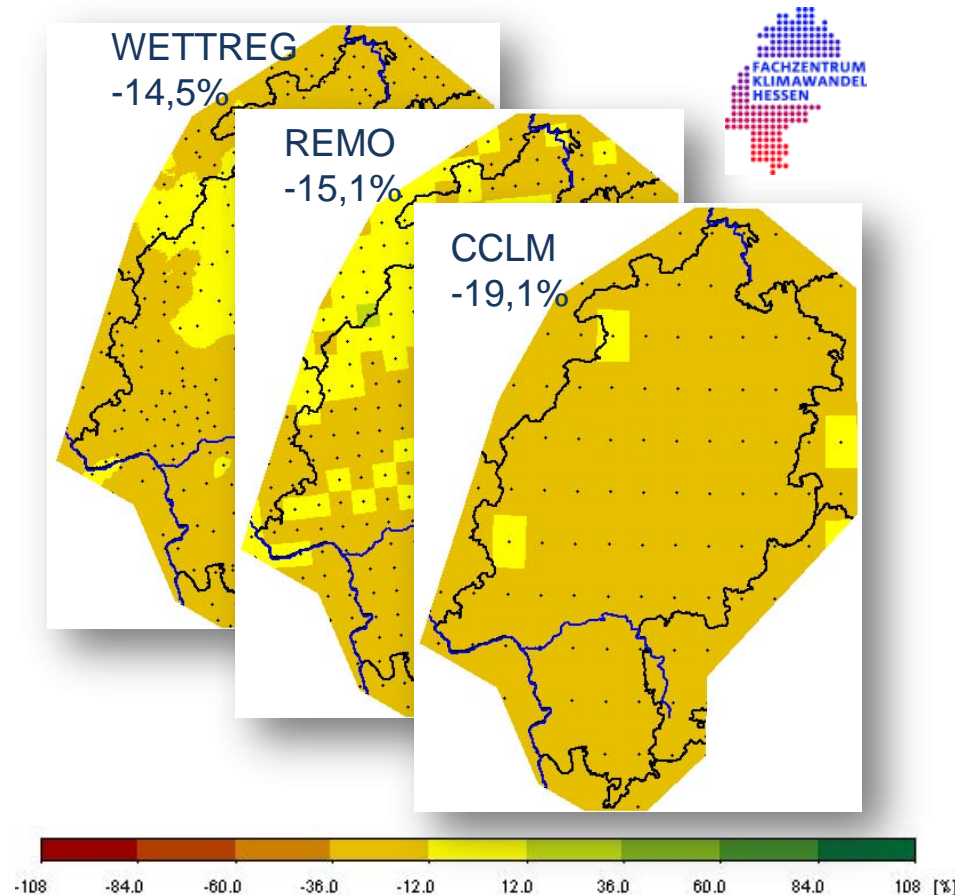 WETTREG
-14,5%
FACHZENTRUM
KLIMAWANDEL
HESSEN
REMO
-15,1%
CCLM
-19,1%
-108 -84.0 -60.0 -36.0 -12.0 12.0 36.0 60.0 84.0 108 [%]